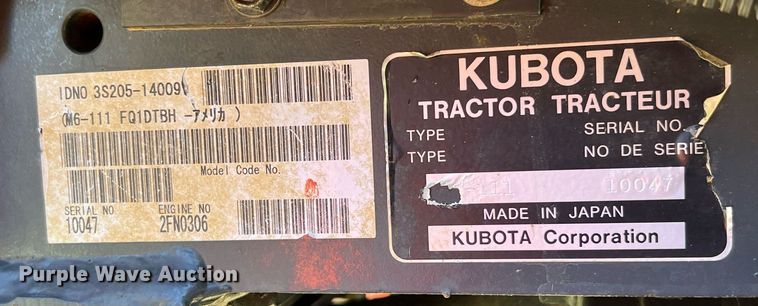 IDNO 3S205-14009
(M6-111 FQ1DTBH -アメリカ )
Model Code No.
SERIAL NO
10047
ENGINE NO
2FN0306
KUBOTA
TRACTOR TRACTEUR
TYPE SERIAL NO.
TYPE NO DE SERIE
111 10047
MADE IN JAPAN
KUBOTA Corporation
Purple Wave Auction